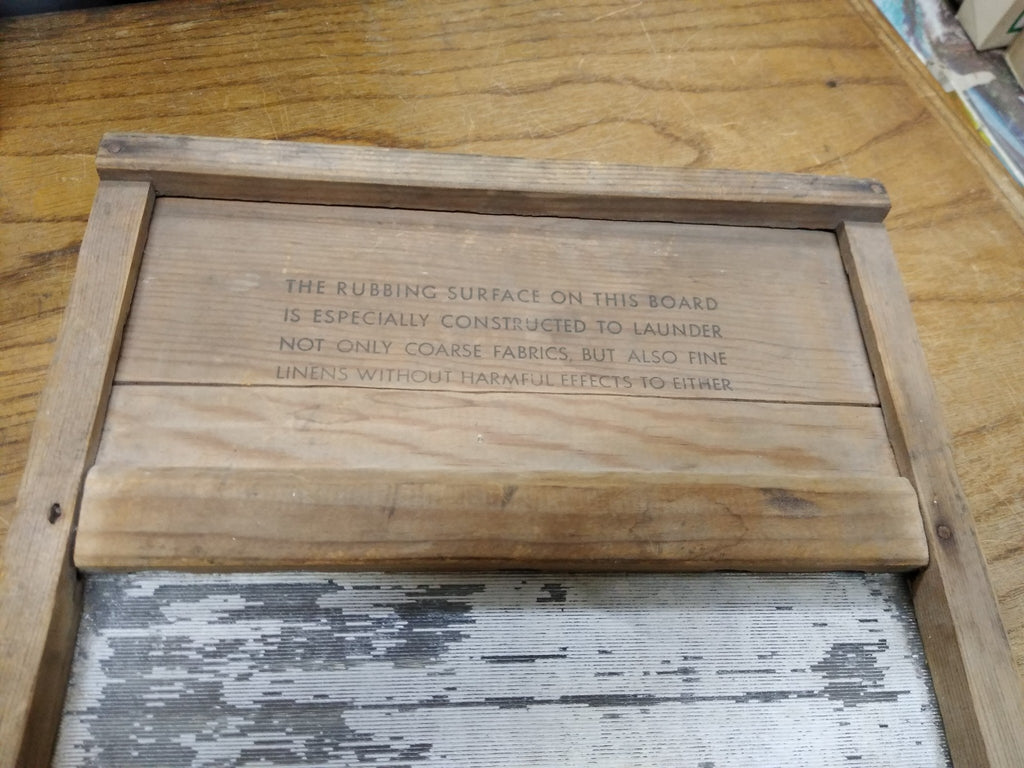 THE RUBBING SURFACE ON THIS BOARD
IS ESPECIALLY CONSTRUCTED TO LAUNDER
NOT ONLY COARSE FABRICS, BUT ALSO FINE
LINENS WITHOUT HARMFUL EFFECTS TO EITHER